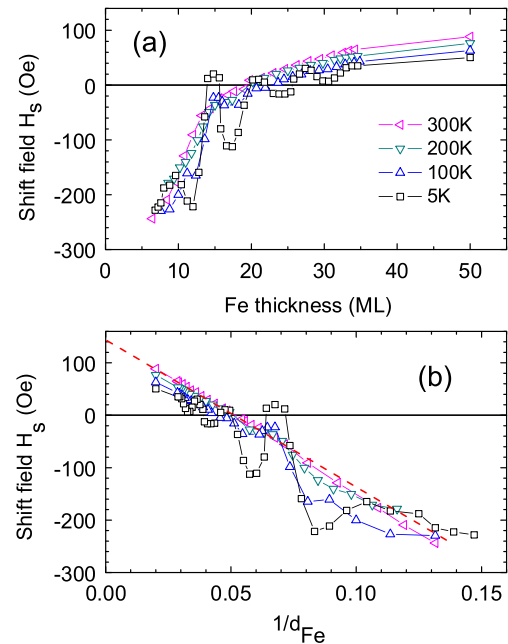 (a)
100
0
-100
-200
-300
Shift field H_S (Oe)
300K
200K
100K
5K
0 10 20 30 40 50
Fe thickness (ML)
(b)
100
0
-100
-200
-300
Shift field H_S (Oe)
0.00 0.05 0.10 0.15
1/d_Fe